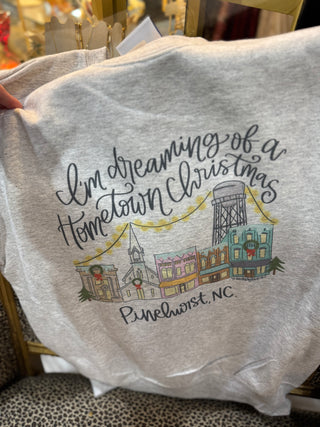 I'm dreaming of a
Hometown Christmas
Pinehurst, NC.